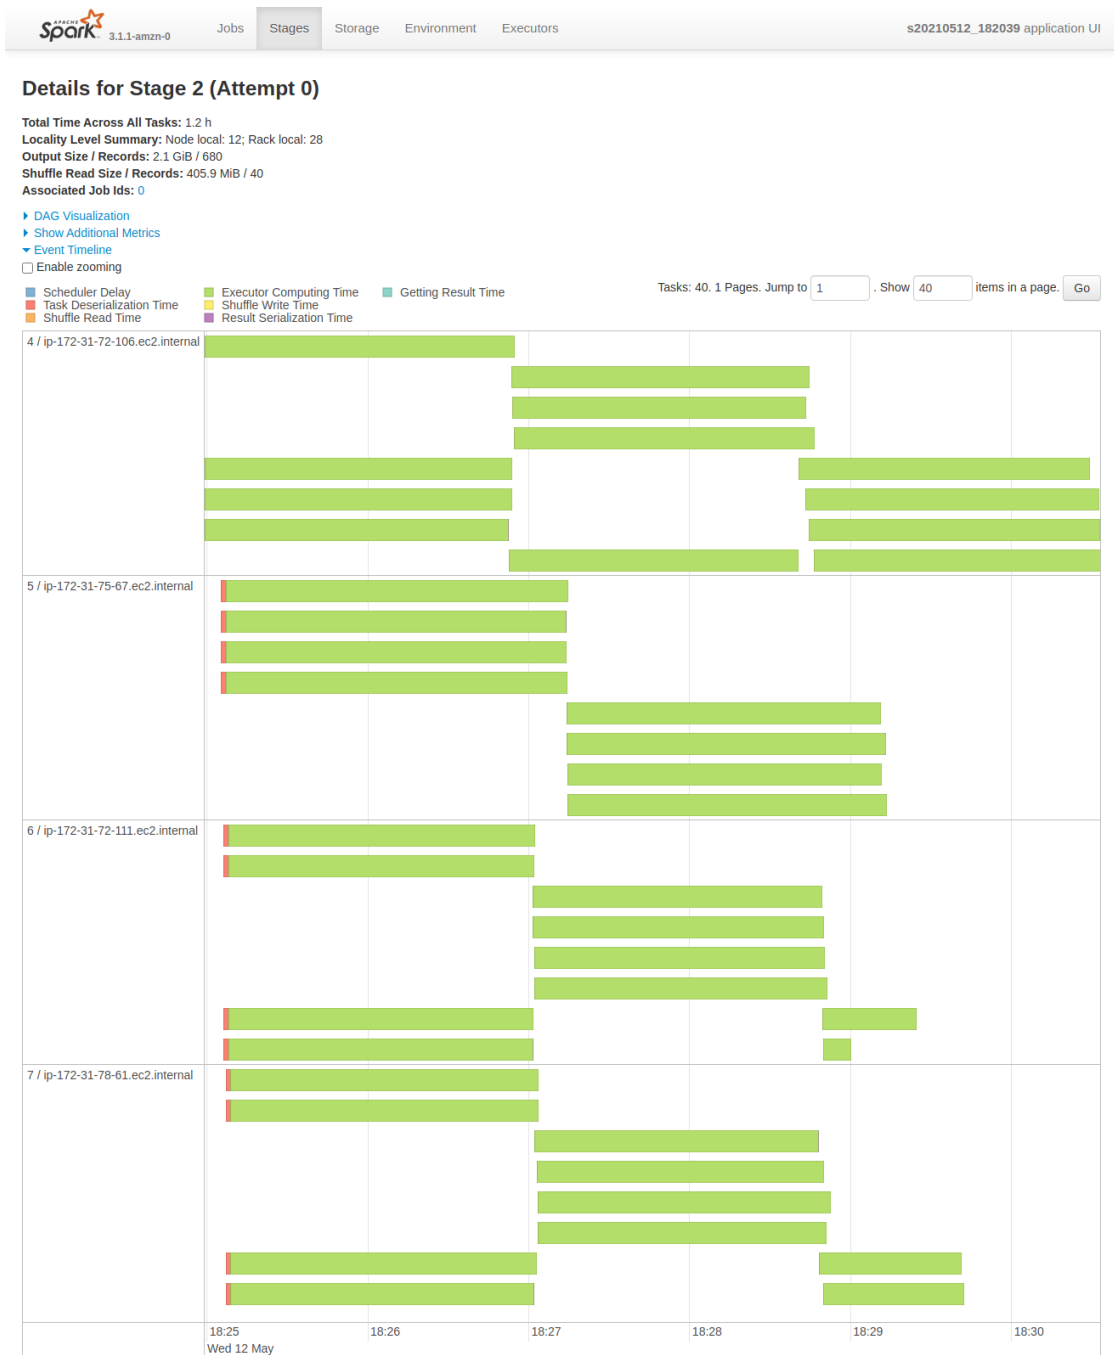 APACHE
Spark 3.1.1-amzn-0 Jobs Stages Storage Environment Executors s20210512_182039 application UI
Details for Stage 2 (Attempt 0)
Total Time Across All Tasks: 1.2 h
Locality Level Summary: Node local: 12; Rack local: 28
Output Size / Records: 2.1 GiB / 680
Shuffle Read Size / Records: 405.9 MiB / 40
Associated Job Ids: 0
DAG Visualization
Show Additional Metrics
Event Timeline
Enable zooming
Tasks: 40. 1 Pages. Jump to 1 . Show 40 items in a page. Go
Scheduler Delay Executor Computing Time Getting Result Time
Task Deserialization Time Shuffle Write Time
Shuffle Read Time Result Serialization Time
4 / ip-172-31-72-106.ec2.internal
5 / ip-172-31-75-67.ec2.internal
6 / ip-172-31-72-111.ec2.internal
7 / ip-172-31-78-61.ec2.internal
18:25 18:26 18:27 18:28 18:29 18:30
Wed 12 May